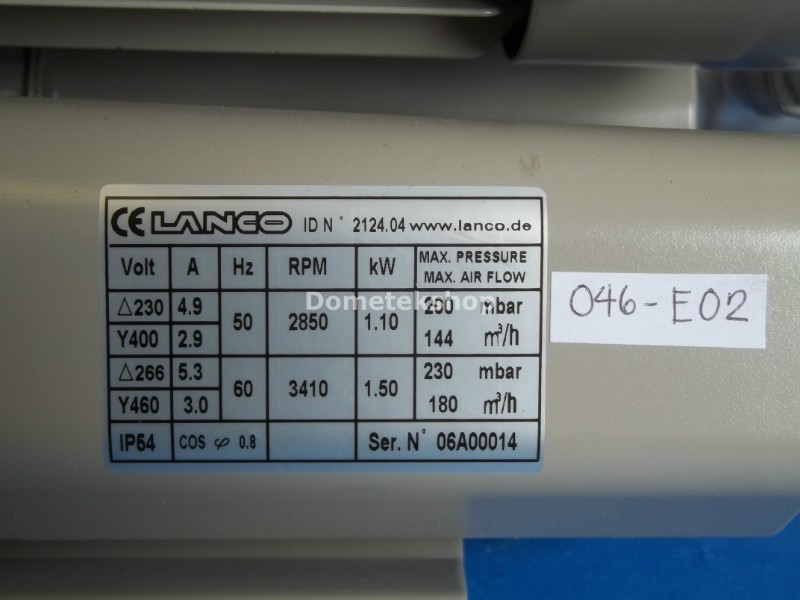 CE LANCO ID N° 2124.04 www.lanco.de
Volt A Hz RPM kW MAX. PRESSURE
MAX. AIR FLOW
△230 4.9 50 2850 1.10 mbar
Y400 2.9 144 m³/h
△266 5.3 60 3410 1.50 230 mbar
Y460 3.0 180 m³/h
IP54 COS φ 0.8 Ser. N° 06A00014
046-E02
Dometekshop